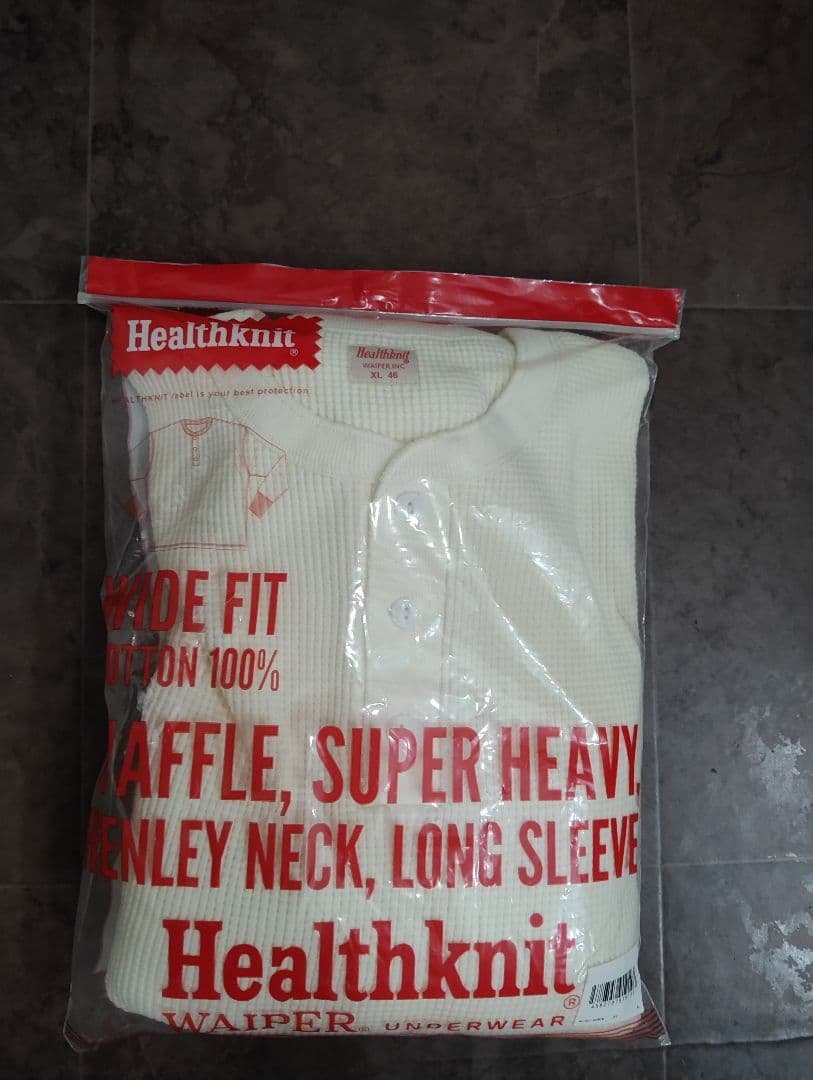 Healthknit®
HEALTHKNIT label is your best protection
Healthknit
WAIPER.INC
XL 46
WIDE FIT
COTTON 100%
WAFFLE, SUPER HEAVY,
HENLEY NECK, LONG SLEEVE
Healthknit®
WAIPER® UNDERWEAR